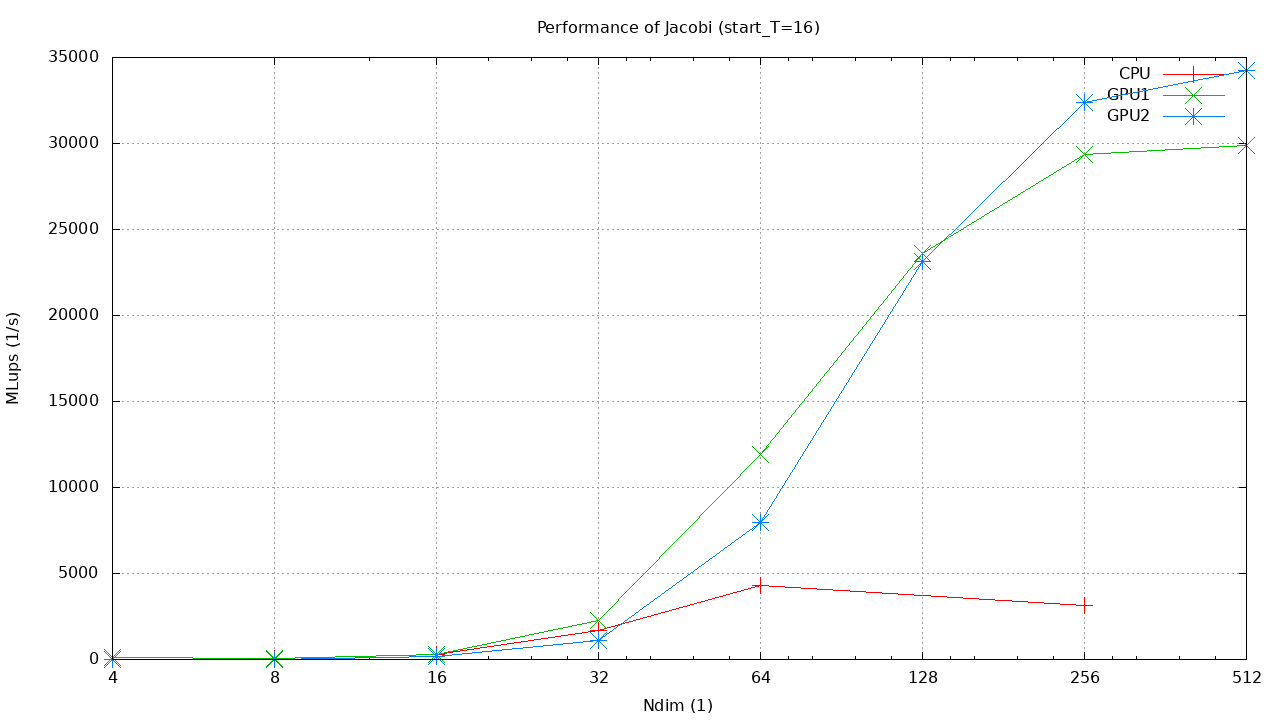 Performance of Jacobi (start_T=16)
35000
30000
25000
20000
15000
10000
5000
0
MLups (1/s)
CPU
GPU1
GPU2
4 8 16 32 64 128 256 512
Ndim (1)